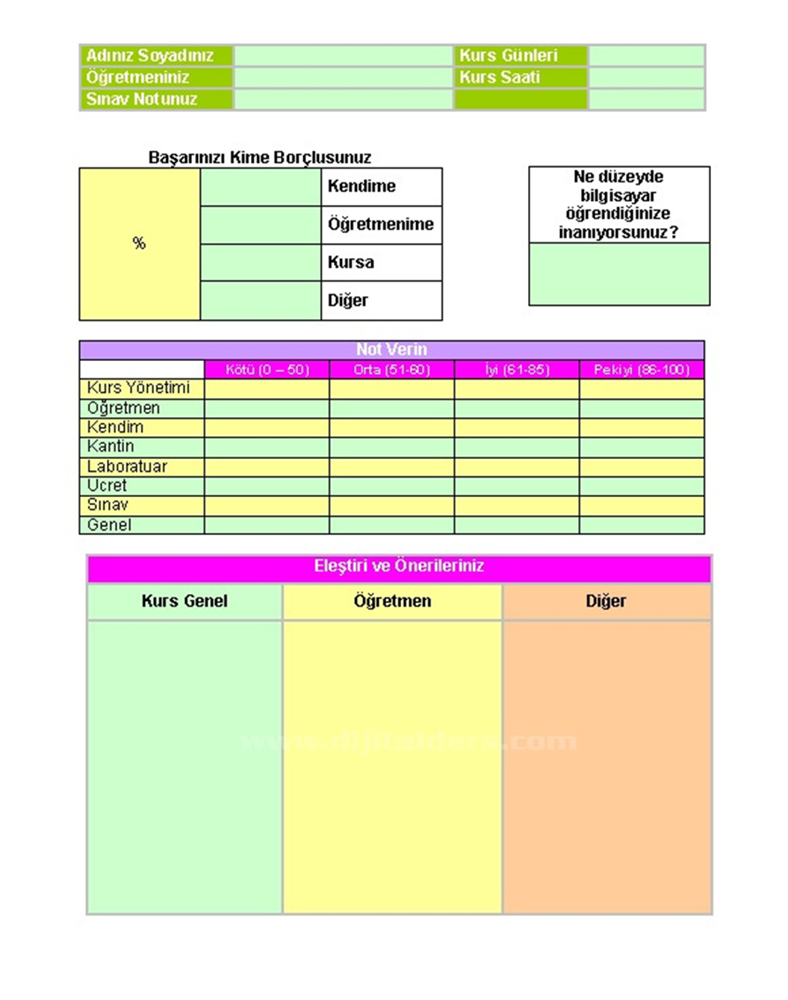 Adınız Soyadınız Kurs Günleri
Öğretmeniniz Kurs Saati
Sınav Notunuz
Başarınızı Kime Borçlusunuz
% Kendime
Öğretmenime
Kursa
Diğer
Ne düzeyde
bilgisayar
öğrendiğinize
inanıyorsunuz?
Not Verin
Kötü (0 – 50) Orta (51-60) İyi (61-85) Pekiyi (86-100)
Kurs Yönetimi
Öğretmen
Kendim
Kantin
Laboratuar
Ücret
Sınav
Genel
Eleştiri ve Önerileriniz
Kurs Genel Öğretmen Diğer
www.dijitalders.com